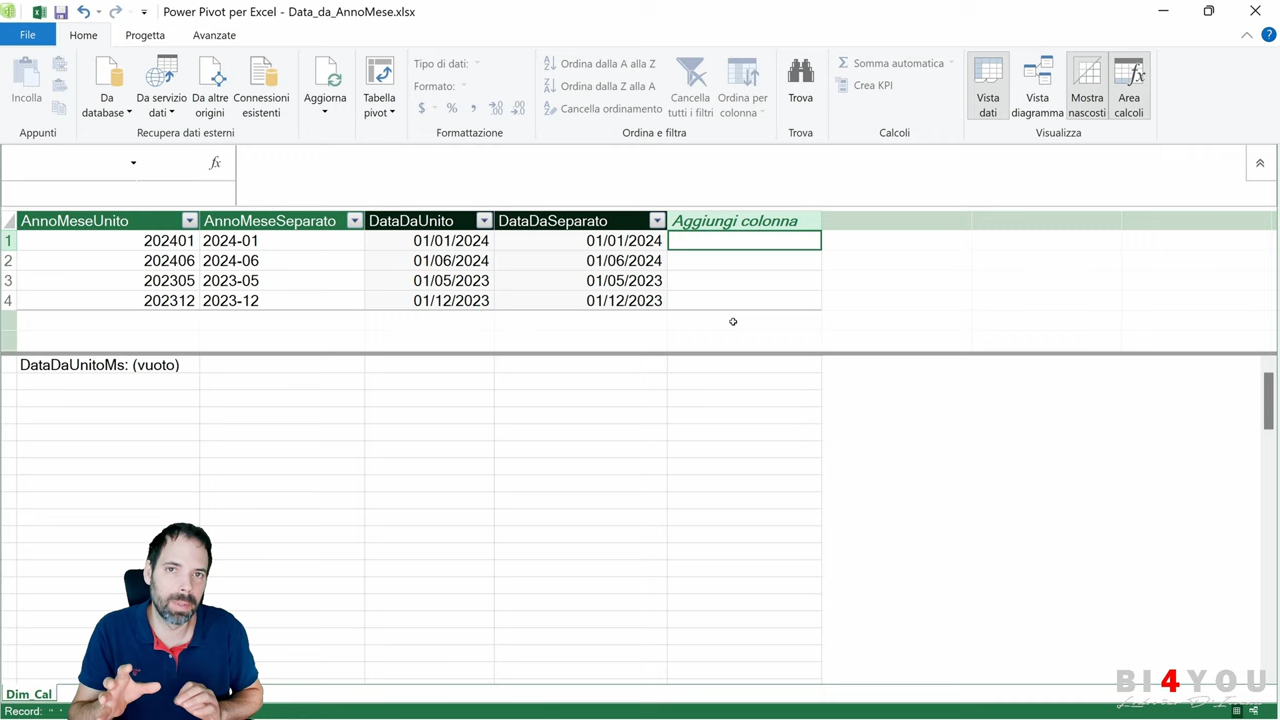 Power Pivot per Excel - Data_da_AnnoMese.xlsx
File Home Progetta Avanzate
Incolla
Appunti
Da database
Da servizio dati
Da altre origini
Connessioni esistenti
Recupera dati esterni
Aggiorna
Tabella pivot
Tipo di dati:
Formato:
$ % ,
Formattazione
Ordina dalla A alla Z
Ordina dalla Z alla A
Cancella ordinamento
Cancella tutti i filtri
Ordina per colonna
Ordina e filtra
Trova
Trova
Somma automatica
Crea KPI
Calcoli
Vista dati
Vista diagramma
Mostra nascosti
Area calcoli
Visualizza
fx
AnnoMeseUnito AnnoMeseSeparato DataDaUnito DataDaSeparato Aggiungi colonna
1 202401 2024-01 01/01/2024 01/01/2024
2 202406 2024-06 01/06/2024 01/06/2024
3 202305 2023-05 01/05/2023 01/05/2023
4 202312 2023-12 01/12/2023 01/12/2023
DataDaUnitoMs: (vuoto)
BI4YOU
Dim_Cal
Record: